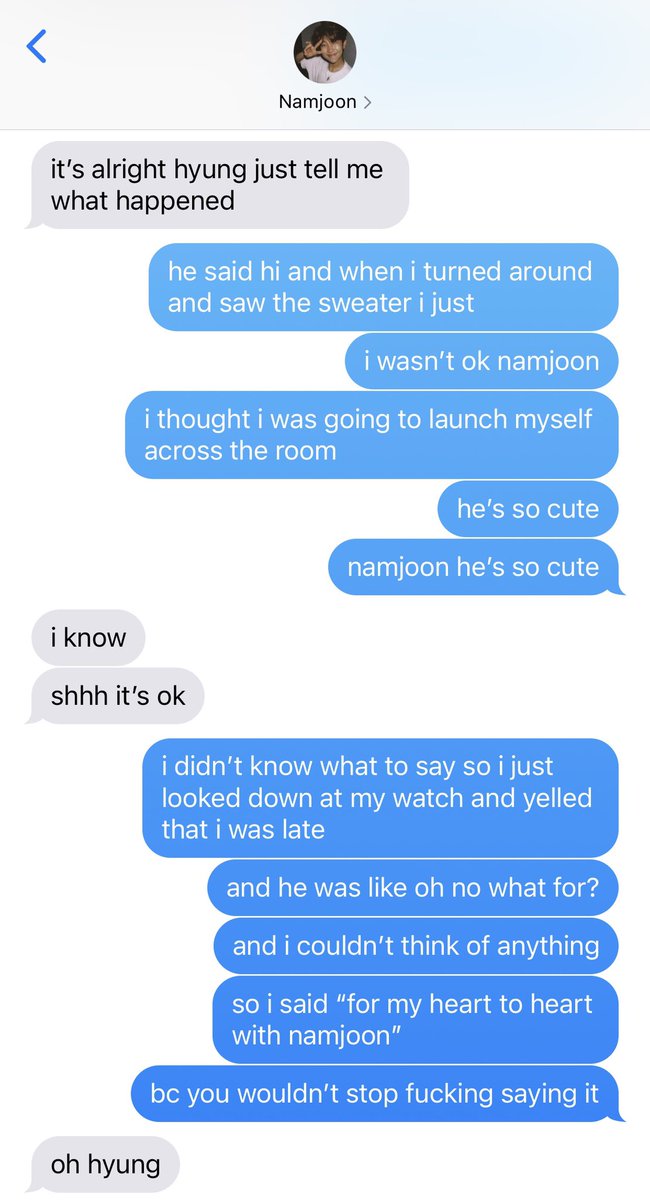 Namjoon
it’s alright hyung just tell me
what happened
he said hi and when i turned around
and saw the sweater i just
i wasn’t ok namjoon
i thought i was going to launch myself
across the room
he’s so cute
namjoon he’s so cute
i know
shhh it’s ok
i didn’t know what to say so i just
looked down at my watch and yelled
that i was late
and he was like oh no what for?
and i couldn’t think of anything
so i said “for my heart to heart
with namjoon”
bc you wouldn’t stop fucking saying it
oh hyung